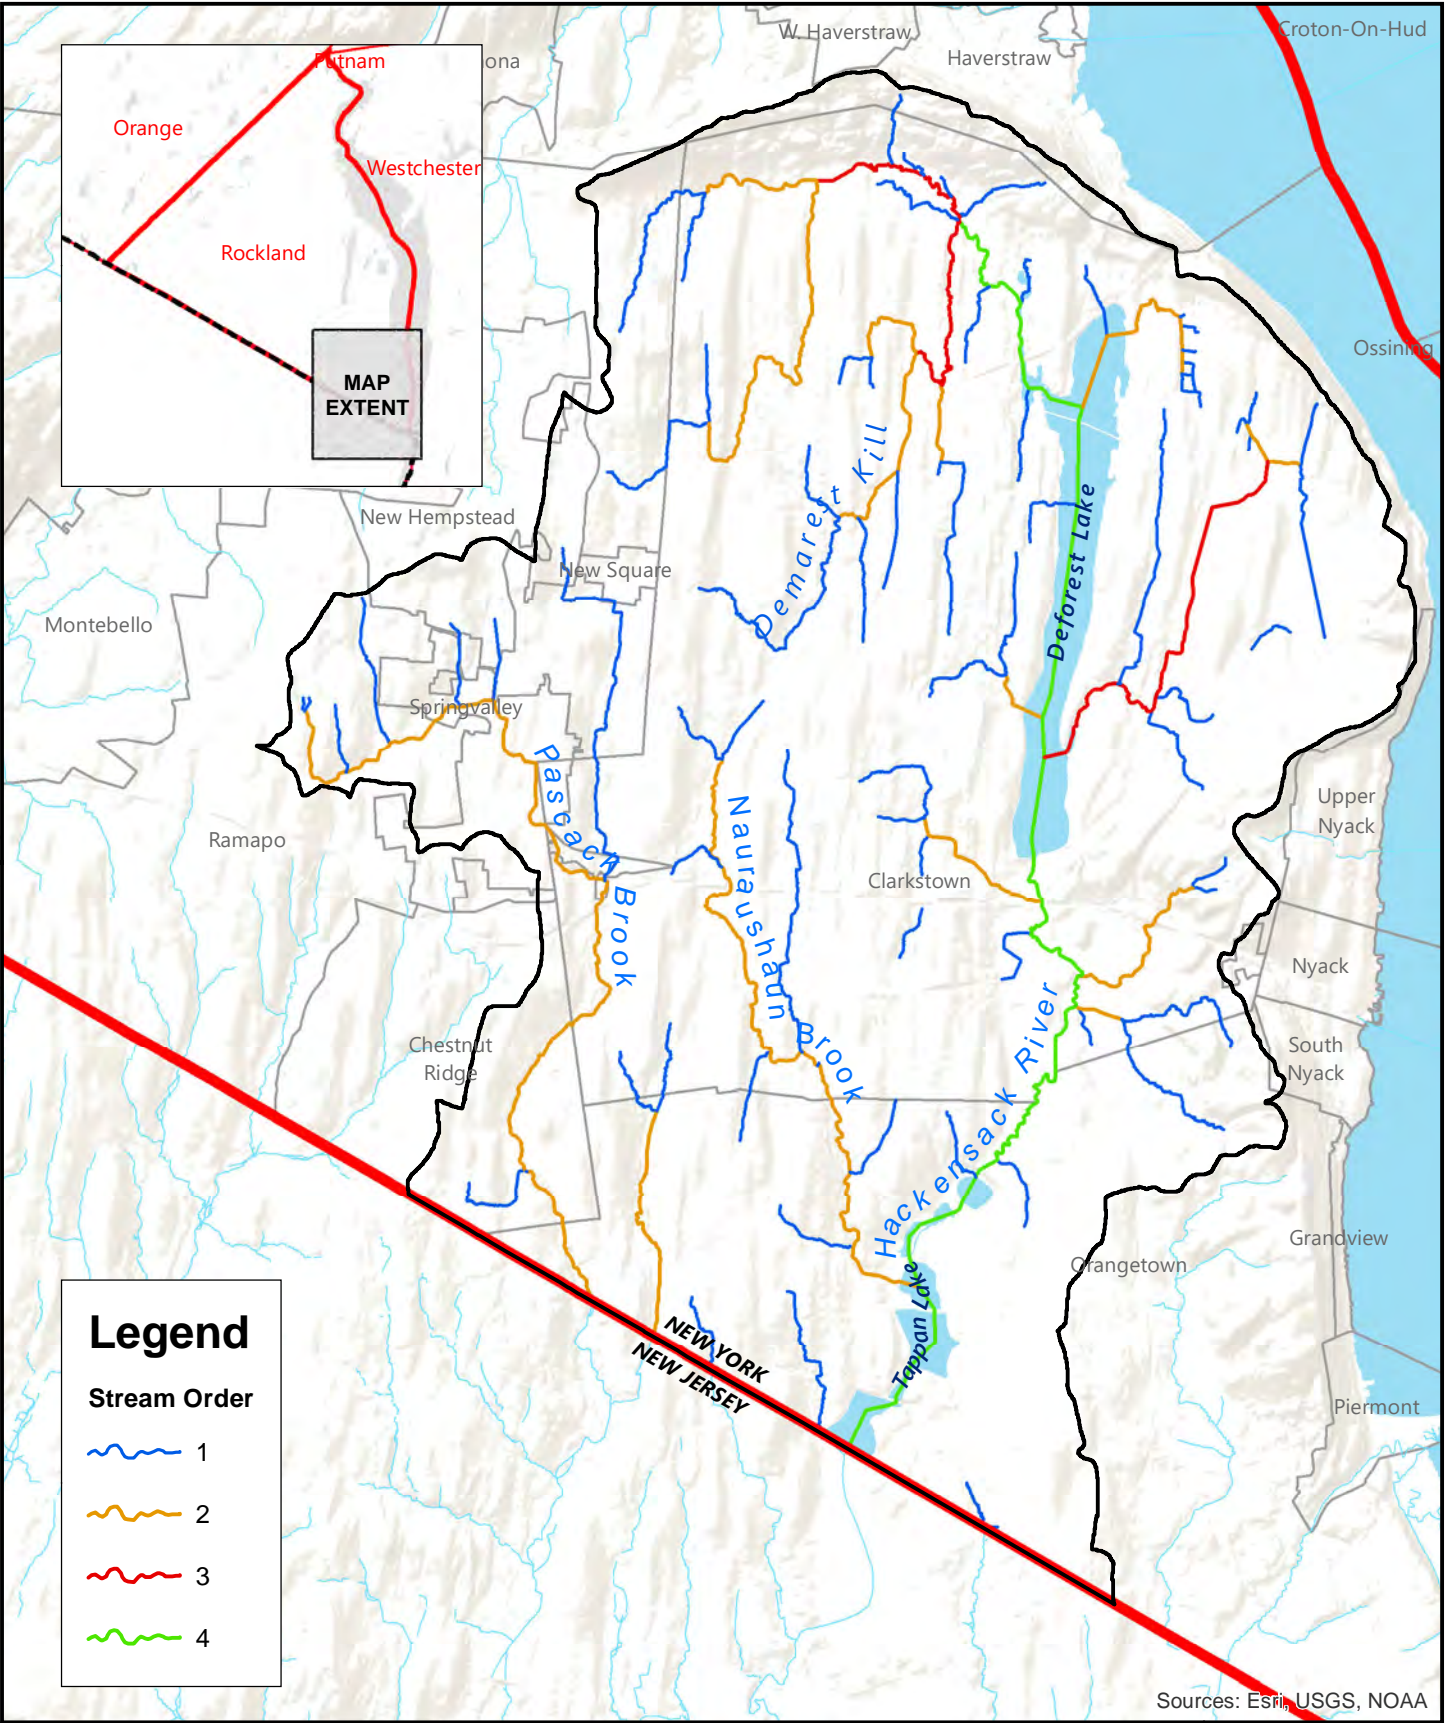 W. Haverstraw
Croton-On-Hud
Haverstraw
ona
Putnam
Orange
Westchester
Rockland
MAP
EXTENT
Ossining
Demarest Kill
Deforest Lake
New Hempstead
New Square
Montebello
Springvalley
Pascack Brook
Nauraushaun Brook
Ramapo
Upper
Nyack
Clarkstown
Nyack
Hackensack River
Chestnut
Ridge
South
Nyack
Grandview
Orangetown
Tappan Lake
NEW YORK
NEW JERSEY
Piermont
Legend
Stream Order
1
2
3
4
Sources: Esri, USGS, NOAA